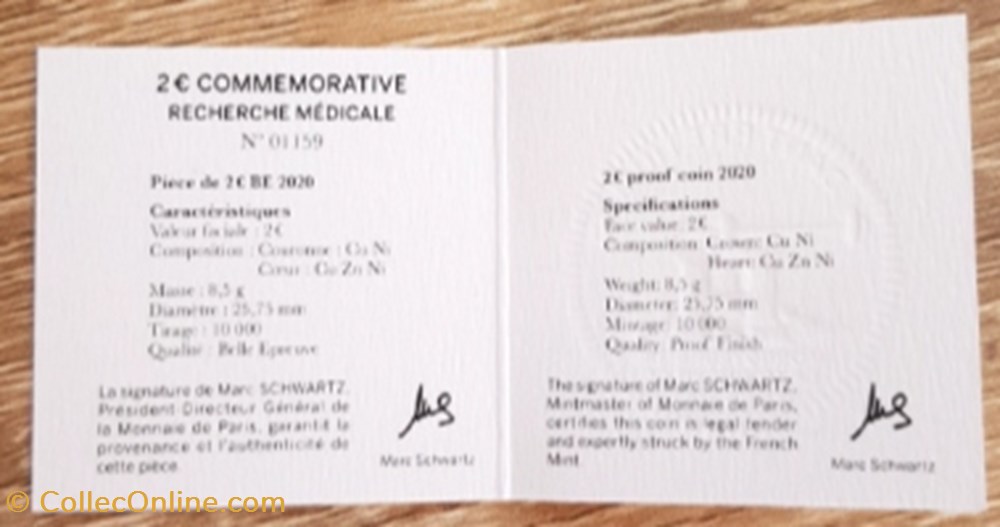 2 € COMMEMORATIVE
RECHERCHE MÉDICALE
N° 01159
Pièce de 2 € BE 2020
Caractéristiques
Valeur faciale : 2€
Composition : Couronne : Cu Ni
Cœur : Cu Zn Ni
Masse : 8,5 g
Diamètre : 25,75 mm
Tirage : 10 000
Qualité : Belle Epreuve
La signature de Marc SCHWARTZ,
Président Directeur Général de
la Monnaie de Paris, garantit la
provenance et l'authenticité de
cette pièce.
Marc Schwartz
2€ proof coin 2020
Specifications
Face value: 2€
Composition: Crown: Cu Ni
Heart: Cu Zn Ni
Weight: 8,5 g
Diameter: 25,75 mm
Mintage: 10 000
Quality: Proof Finish
The signature of Marc SCHWARTZ,
Mintmaster of Monnaie de Paris,
certifies this coin is legal tender
and expertly struck by the French
Mint.
Marc Schwartz
© CollecOnline.com